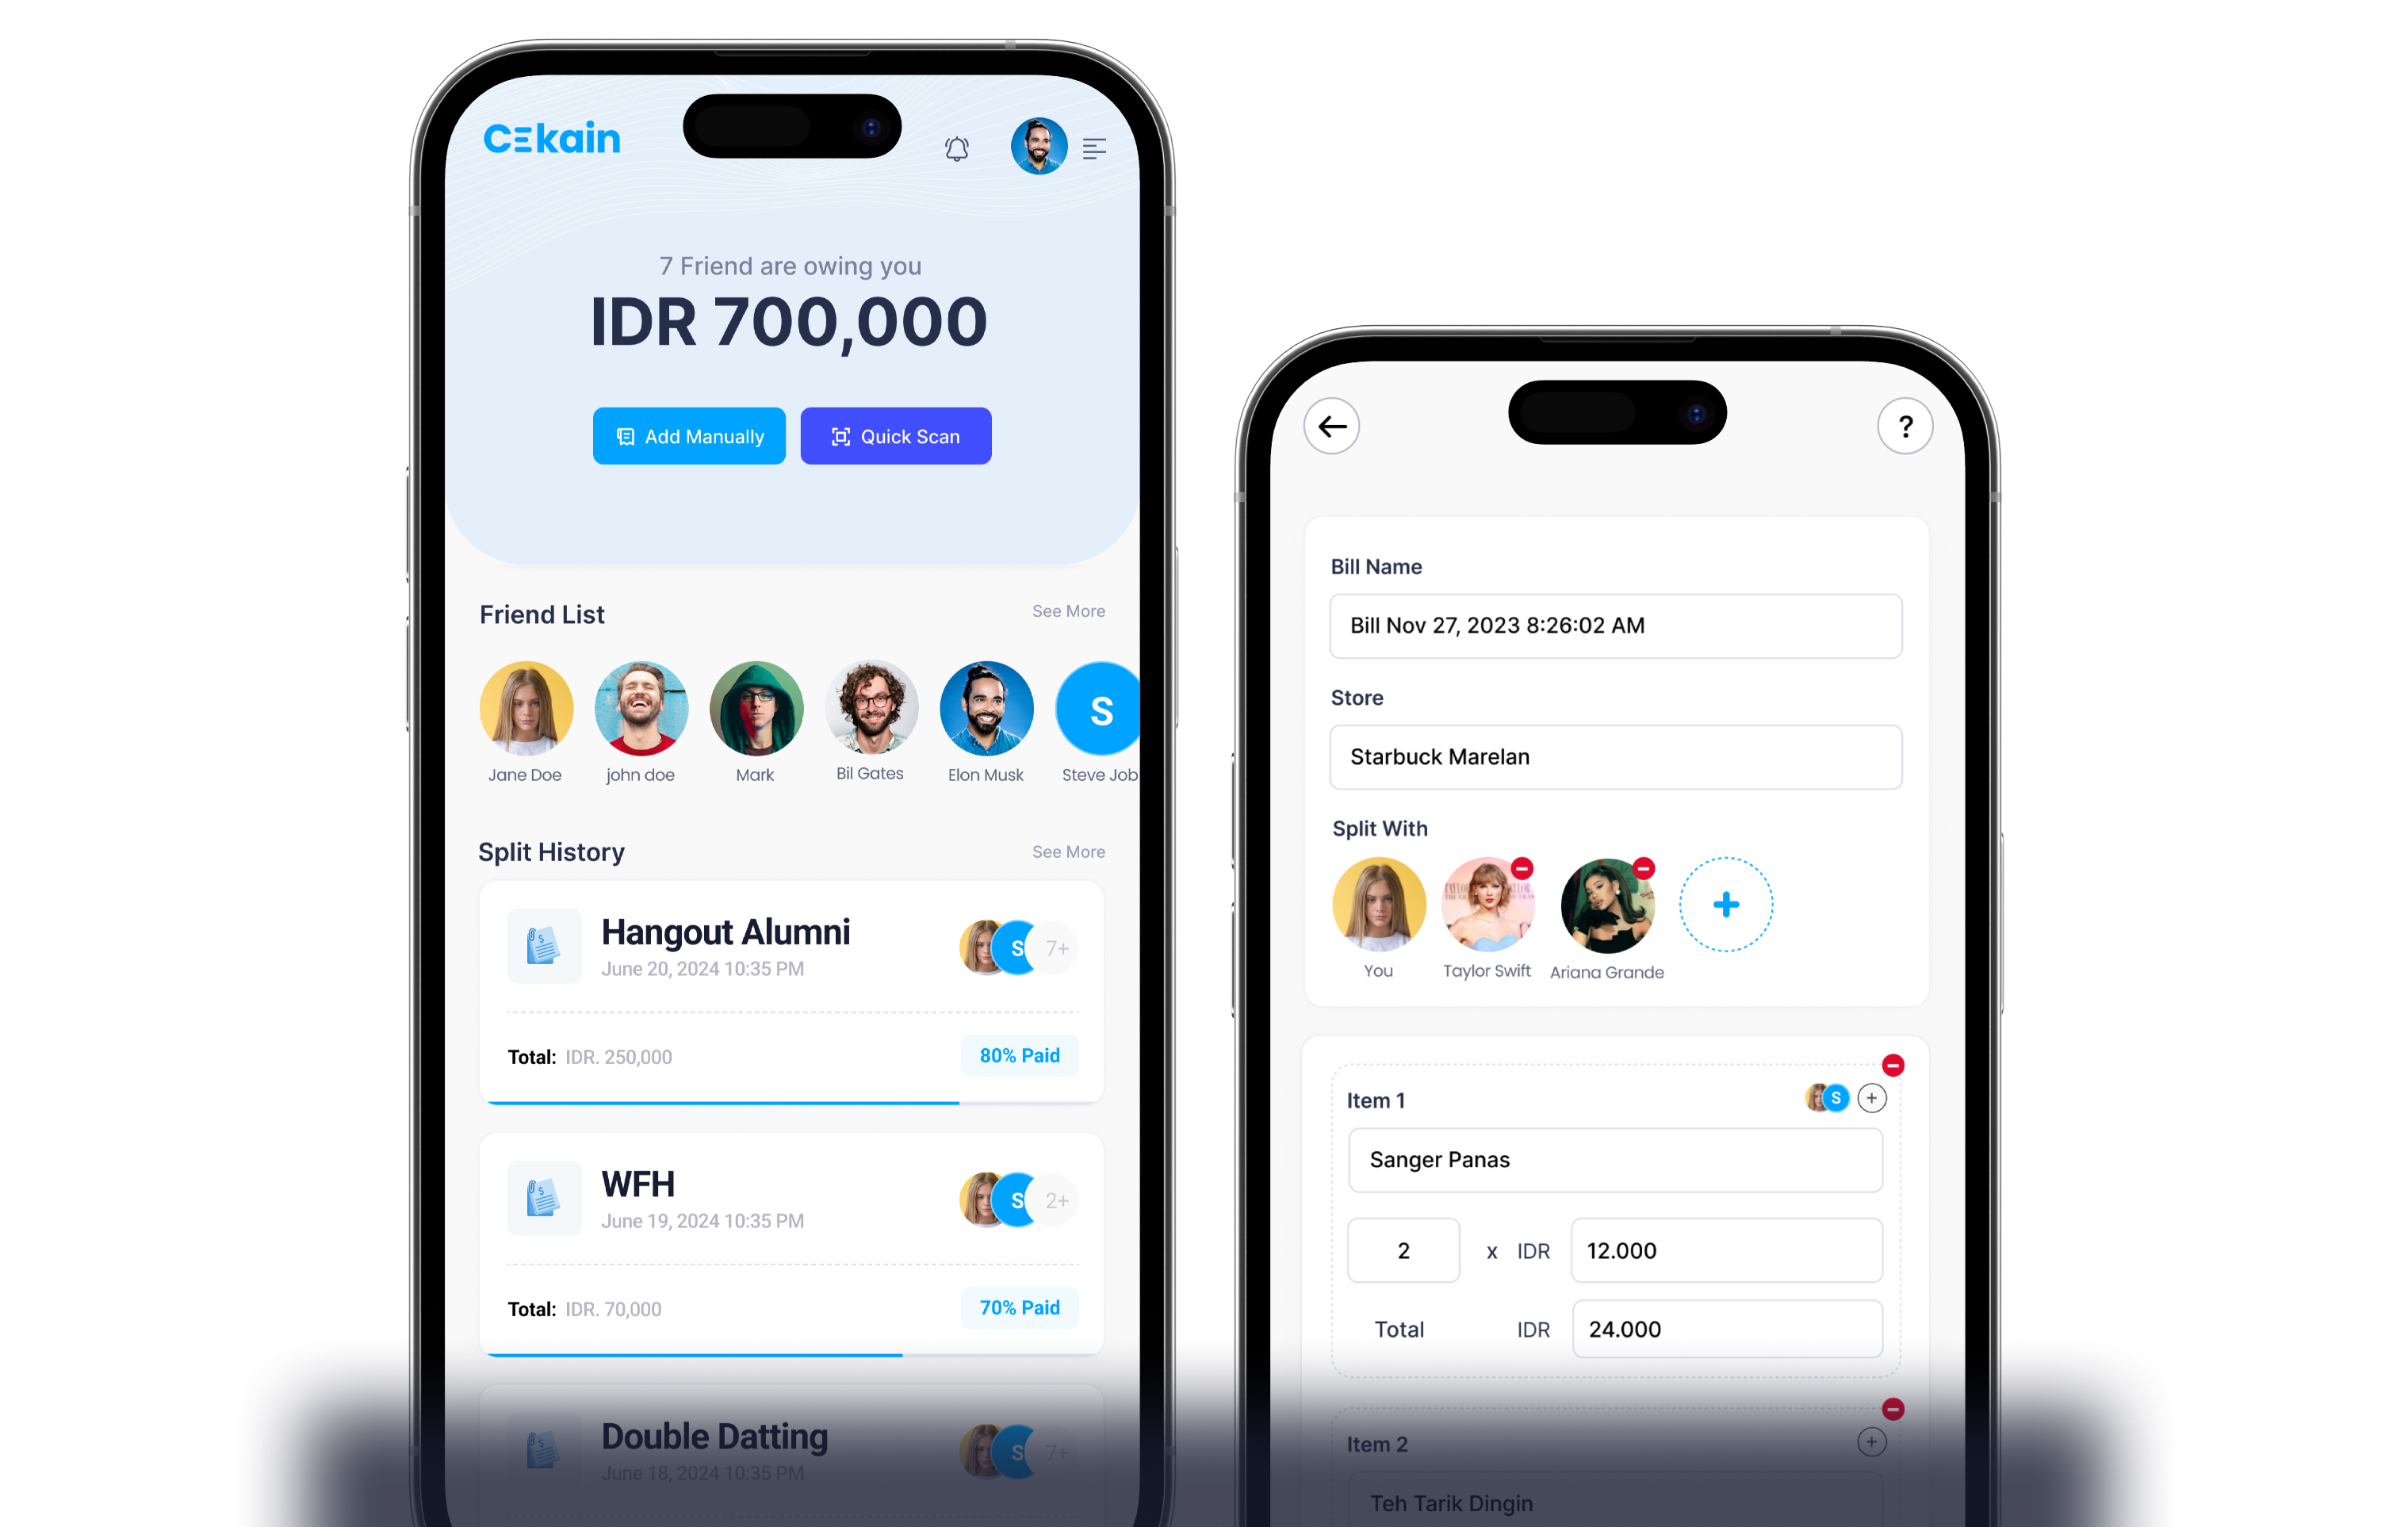 CEkain
7 Friend are owing you
IDR 700,000
Add Manually
Quick Scan
Friend List
See More
Jane Doe
john doe
Mark
Bil Gates
Elon Musk
S
Steve Job
Split History
See More
Hangout Alumni
June 20, 2024 10:35 PM
S
7+
Total: IDR. 250,000
80% Paid
WFH
June 19, 2024 10:35 PM
S
2+
Total: IDR. 70,000
70% Paid
Double Datting
June 18, 2024 10:35 PM
S
7+
?
Bill Name
Bill Nov 27, 2023 8:26:02 AM
Store
Starbuck Marelan
Split With
You
Taylor Swift
Ariana Grande
Item 1
S
Sanger Panas
2 x IDR 12.000
Total IDR 24.000
Item 2
Teh Tarik Dingin